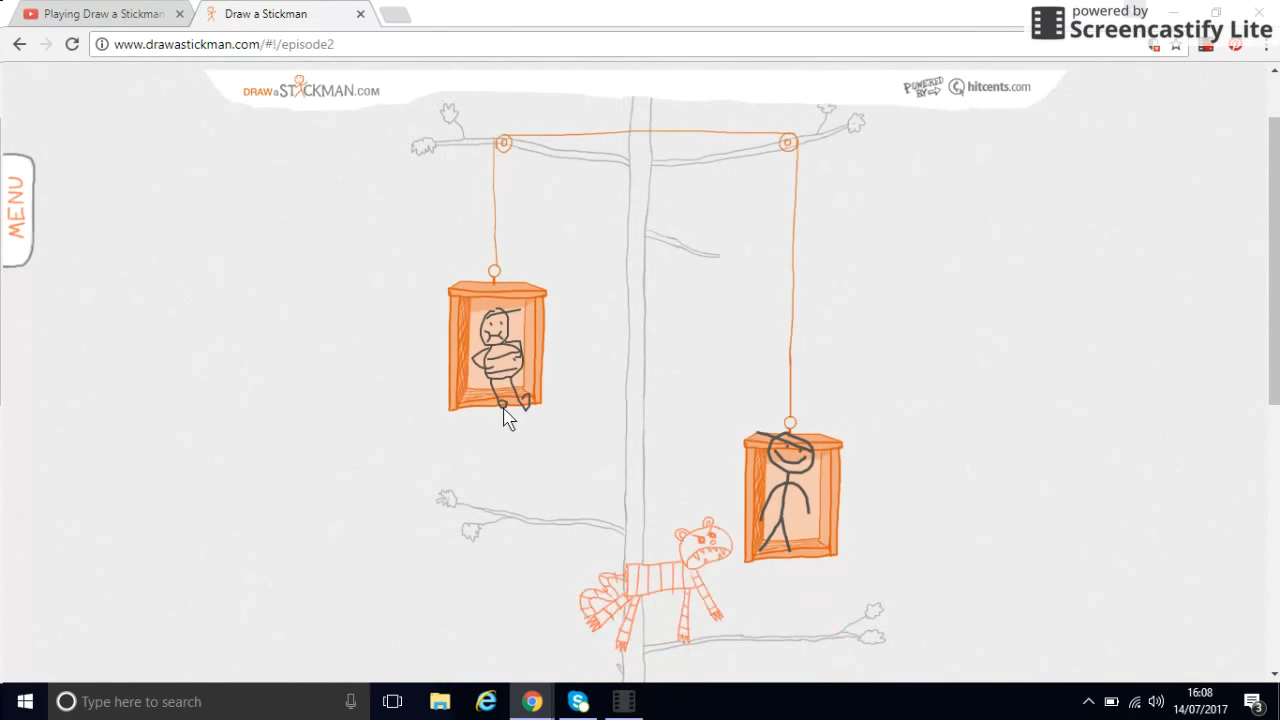 Playing Draw a Stickman
Draw a Stickman
powered by
Screencastify Lite
www.drawastickman.com/#!/episode2
DRAW a STICKMAN.COM
POWERED BY
hitcents.com
MENU
Type here to search
16:08
14/07/2017
3